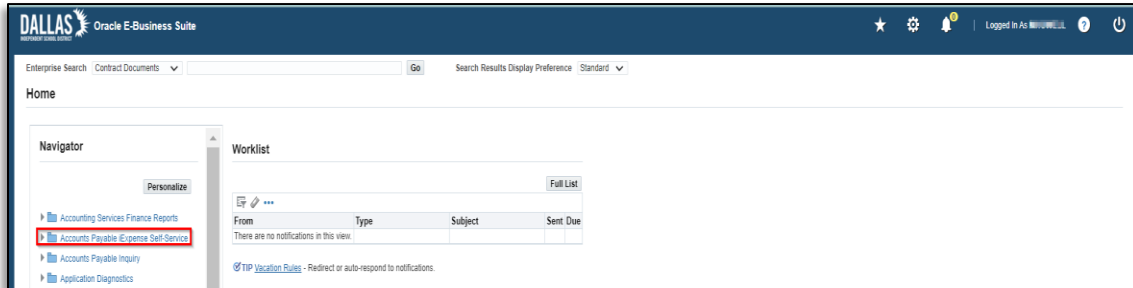 DALLAS Oracle E-Business Suite
INDEPENDENT SCHOOL DISTRICT
0
Logged In As
?
Enterprise Search Contract Documents Go Search Results Display Preference Standard
Home
Navigator
Personalize
Accounting Services Finance Reports
Accounts Payable iExpense Self-Service
Accounts Payable Inquiry
Application Diagnostics
Worklist
Full List
From Type Subject Sent Due
There are no notifications in this view.
TIP Vacation Rules - Redirect or auto-respond to notifications.